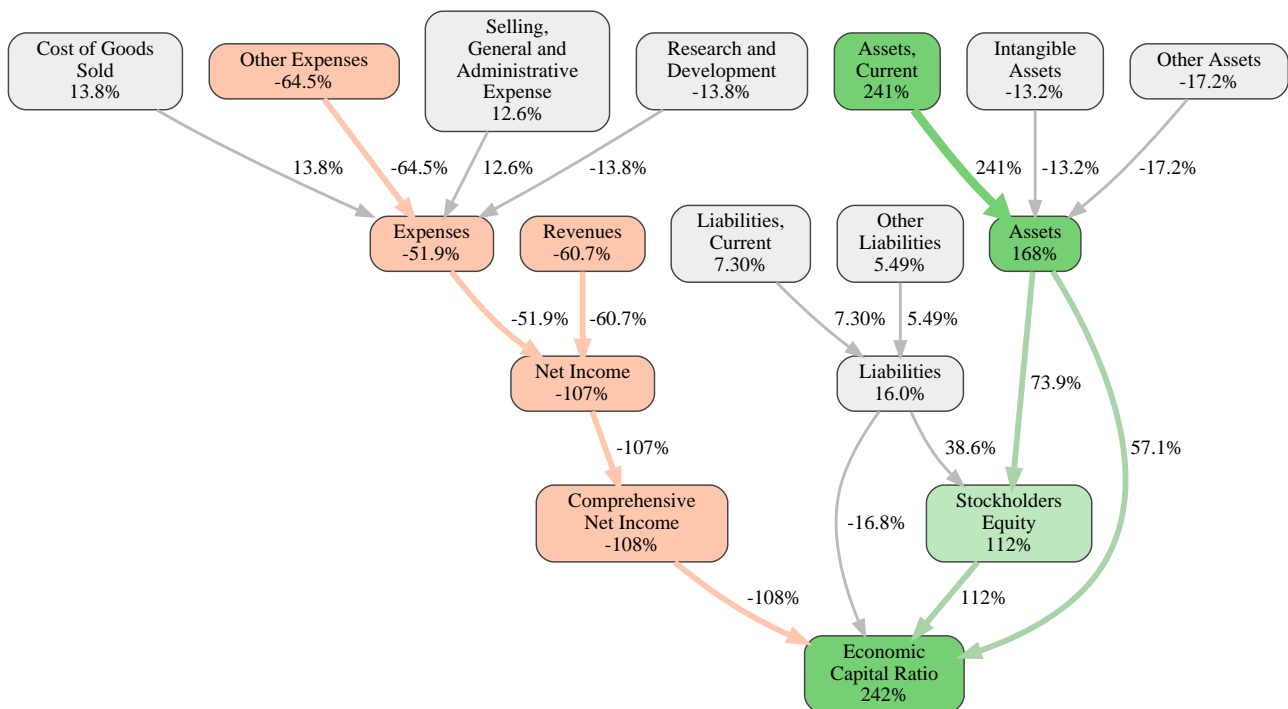 Cost of Goods
Sold
13.8%
Other Expenses
-64.5%
Selling,
General and
Administrative
Expense
12.6%
Research and
Development
-13.8%
Assets,
Current
241%
Intangible
Assets
-13.2%
Other Assets
-17.2%
13.8%
-64.5%
12.6%
-13.8%
241%
-13.2%
-17.2%
Expenses
-51.9%
Revenues
-60.7%
Liabilities,
Current
7.30%
Other
Liabilities
5.49%
Assets
168%
-51.9%
-60.7%
7.30%
5.49%
Net Income
-107%
Liabilities
16.0%
73.9%
-107%
38.6%
57.1%
Comprehensive
Net Income
-108%
-16.8%
Stockholders
Equity
112%
-108%
112%
Economic
Capital Ratio
242%